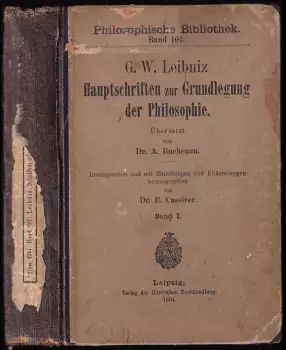 Philosophische Bibliothek.
Band 107.
G. W. Leibniz
Hauptschriften zur Grundlegung
der Philosophie.
Übersetzt
von
Dr. A. Buchenau.
Durchgesehen und mit Einleitungen und Erläuterungen
herausgegeben
von
Dr. E. Cassirer.
Band I.
Leipzig,
Verlag der Dürr'schen Buchhandlung.
1904.